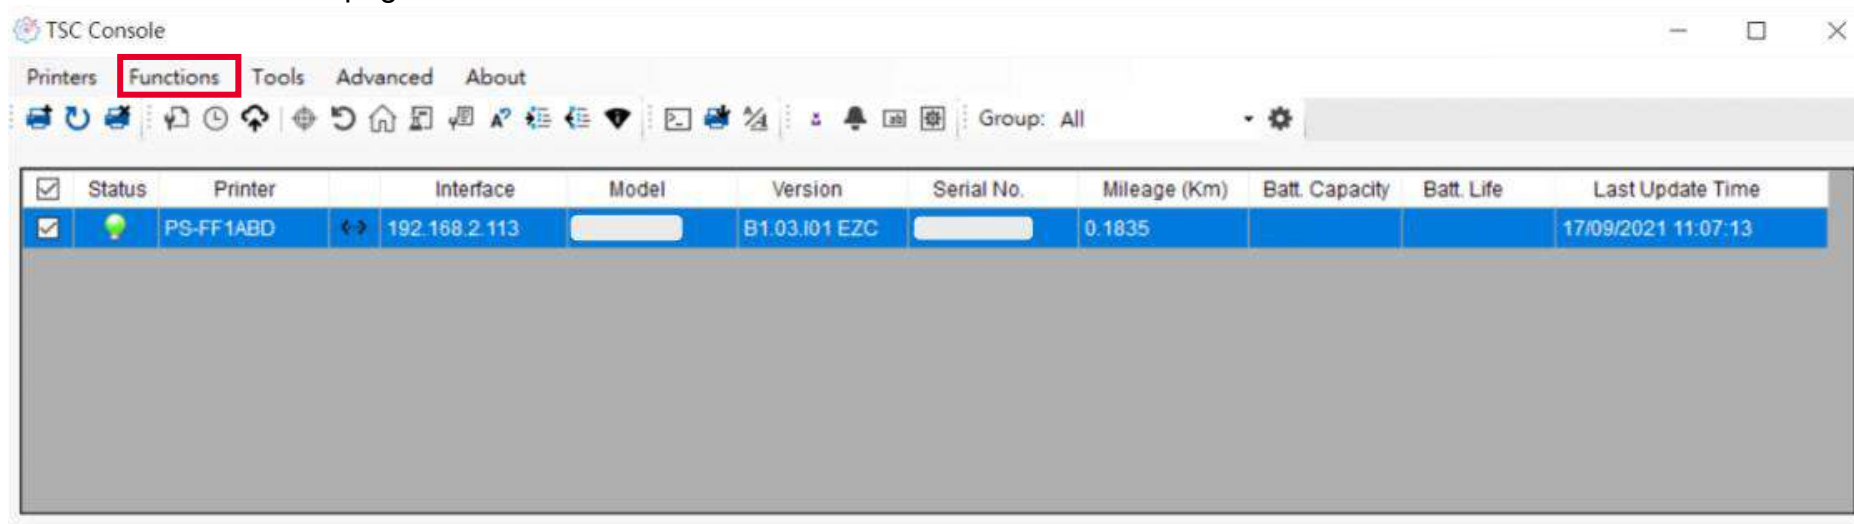 TSC Console
Printers Functions Tools Advanced About
Group: All
Status Printer Interface Model Version Serial No. Mileage (Km) Batt. Capacity Batt. Life Last Update Time
PS-FF1ABD 192.168.2.113 B1.03.I01 EZC 0.1835 17/09/2021 11:07:13